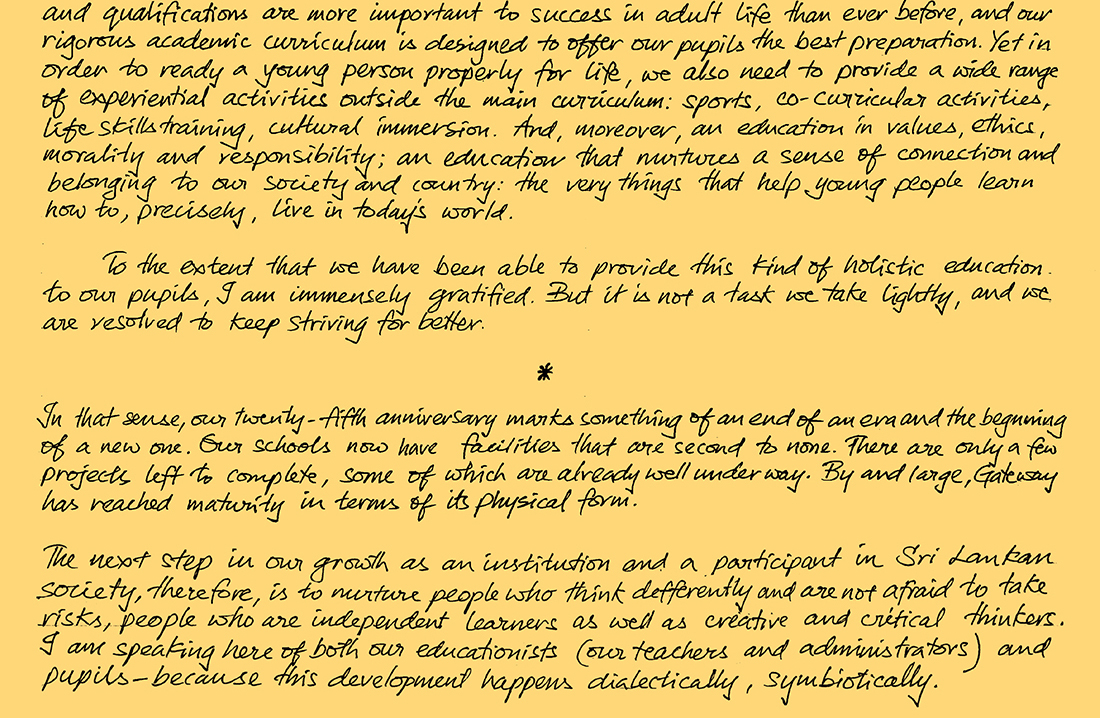 and qualifications are more important to success in adult life than ever before, and our
rigorous academic curriculum is designed to offer our pupils the best preparation. Yet in
order to ready a young person properly for life, we also need to provide a wide range
of experiential activities outside the main curriculum: sports, co-curricular activities,
life skills training, cultural immersion. And, moreover, an education in values, ethics,
morality and responsibility; an education that nurtures a sense of connection and
belonging to our society and country: the very things that help young people learn
how to, precisely, live in today's world.
To the extent that we have been able to provide this kind of holistic education.
to our pupils, I am immensely gratified. But it is not a task we take lightly, and we
are resolved to keep striving for better.
*
In that sense, our twenty-fifth anniversary marks something of an end of an era and the beginning
of a new one. Our schools now have facilities that are second to none. There are only a few
projects left to complete, some of which are already well under way. By and large, Gateway
has reached maturity in terms of its physical form.
The next step in our growth as an institution and a participant in Sri Lankan
society, therefore, is to nurture people who think defferently and are not afraid to take
risks, people who are independent learners as well as creative and critical thinkers.
I am speaking here of both our educationists (our teachers and administrators) and
pupils—because this development happens dialectically, symbiotically.